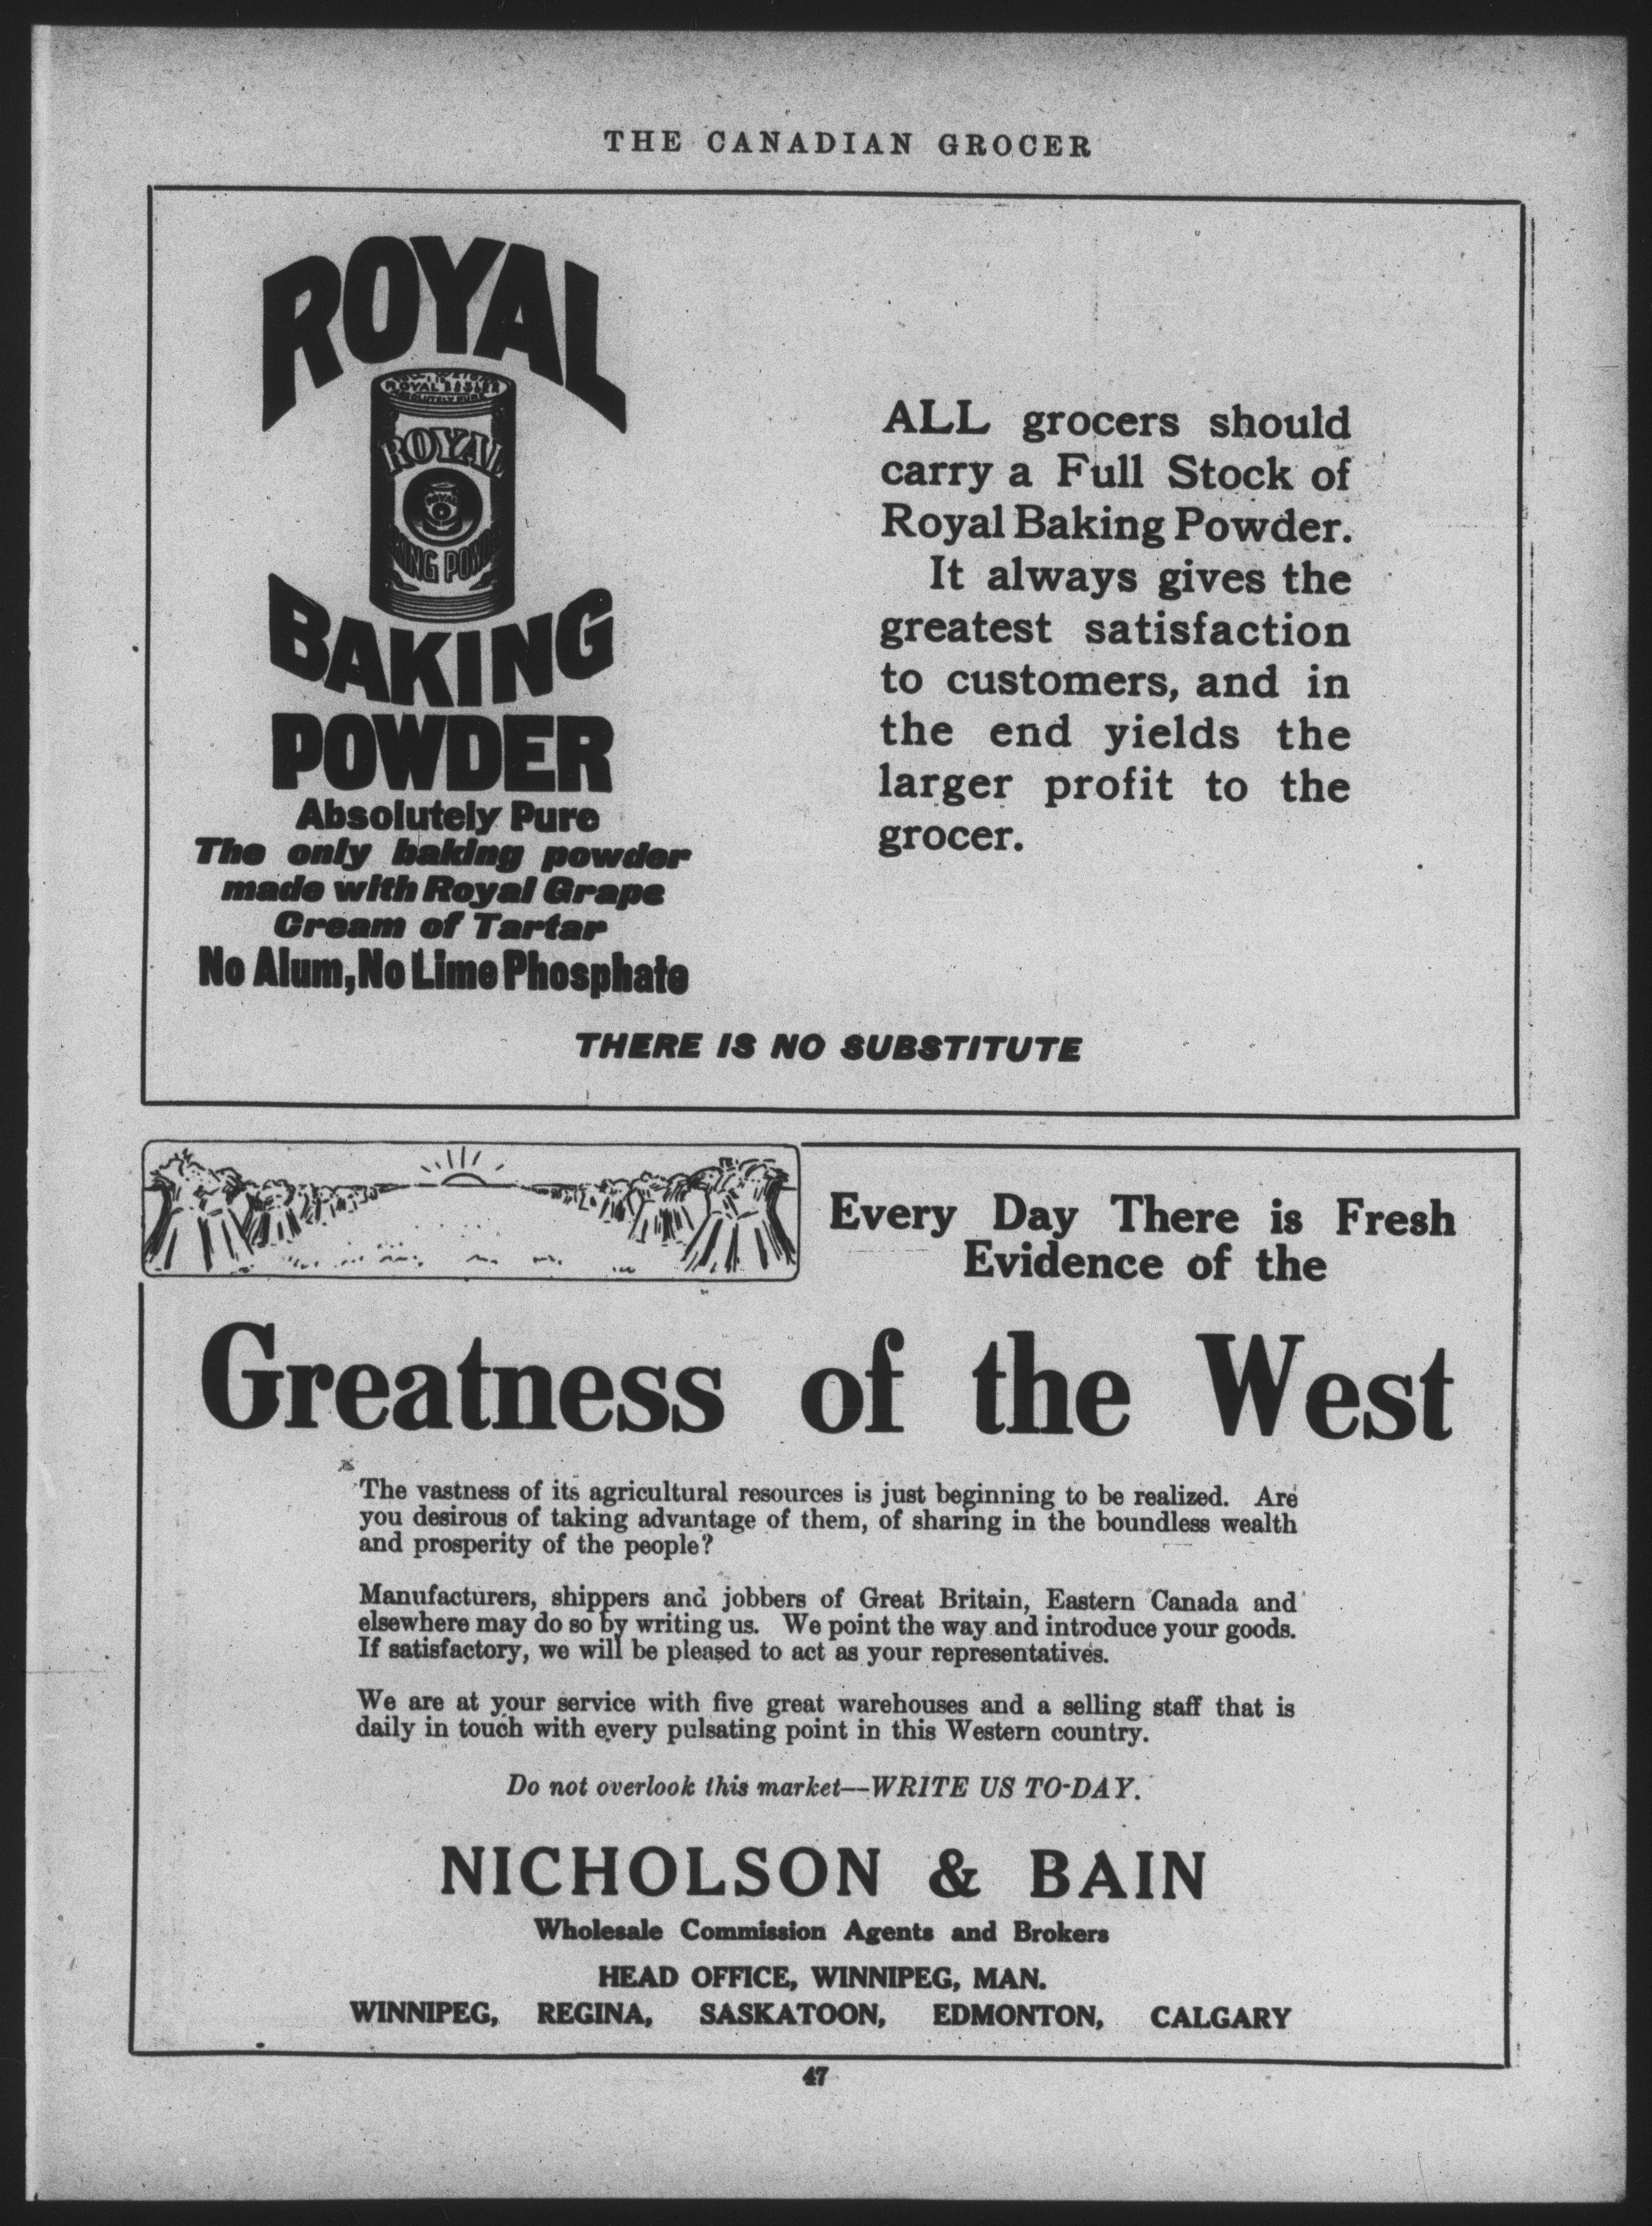 THE CANADIAN GROCER
ROYAL
ROYAL
BAKING
POWDER
Absolutely Pure
The only baking powder
made with Royal Grape
Cream of Tartar
No Alum, No Lime Phosphate
ALL grocers should
carry a Full Stock of
Royal Baking Powder.
It always gives the
greatest satisfaction
to customers, and in
the end yields the
larger profit to the
grocer.
THERE IS NO SUBSTITUTE
Every Day There is Fresh
Evidence of the
Greatness of the West
The vastness of its agricultural resources is just beginning to be realized. Are
you desirous of taking advantage of them, of sharing in the boundless wealth
and prosperity of the people?
Manufacturers, shippers and jobbers of Great Britain, Eastern Canada and
elsewhere may do so by writing us. We point the way and introduce your goods.
If satisfactory, we will be pleased to act as your representatives.
We are at your service with five great warehouses and a selling staff that is
daily in touch with every pulsating point in this Western country.
Do not overlook this market—WRITE US TO-DAY.
NICHOLSON & BAIN
Wholesale Commission Agents and Brokers
HEAD OFFICE, WINNIPEG, MAN.
WINNIPEG, REGINA, SASKATOON, EDMONTON, CALGARY
47